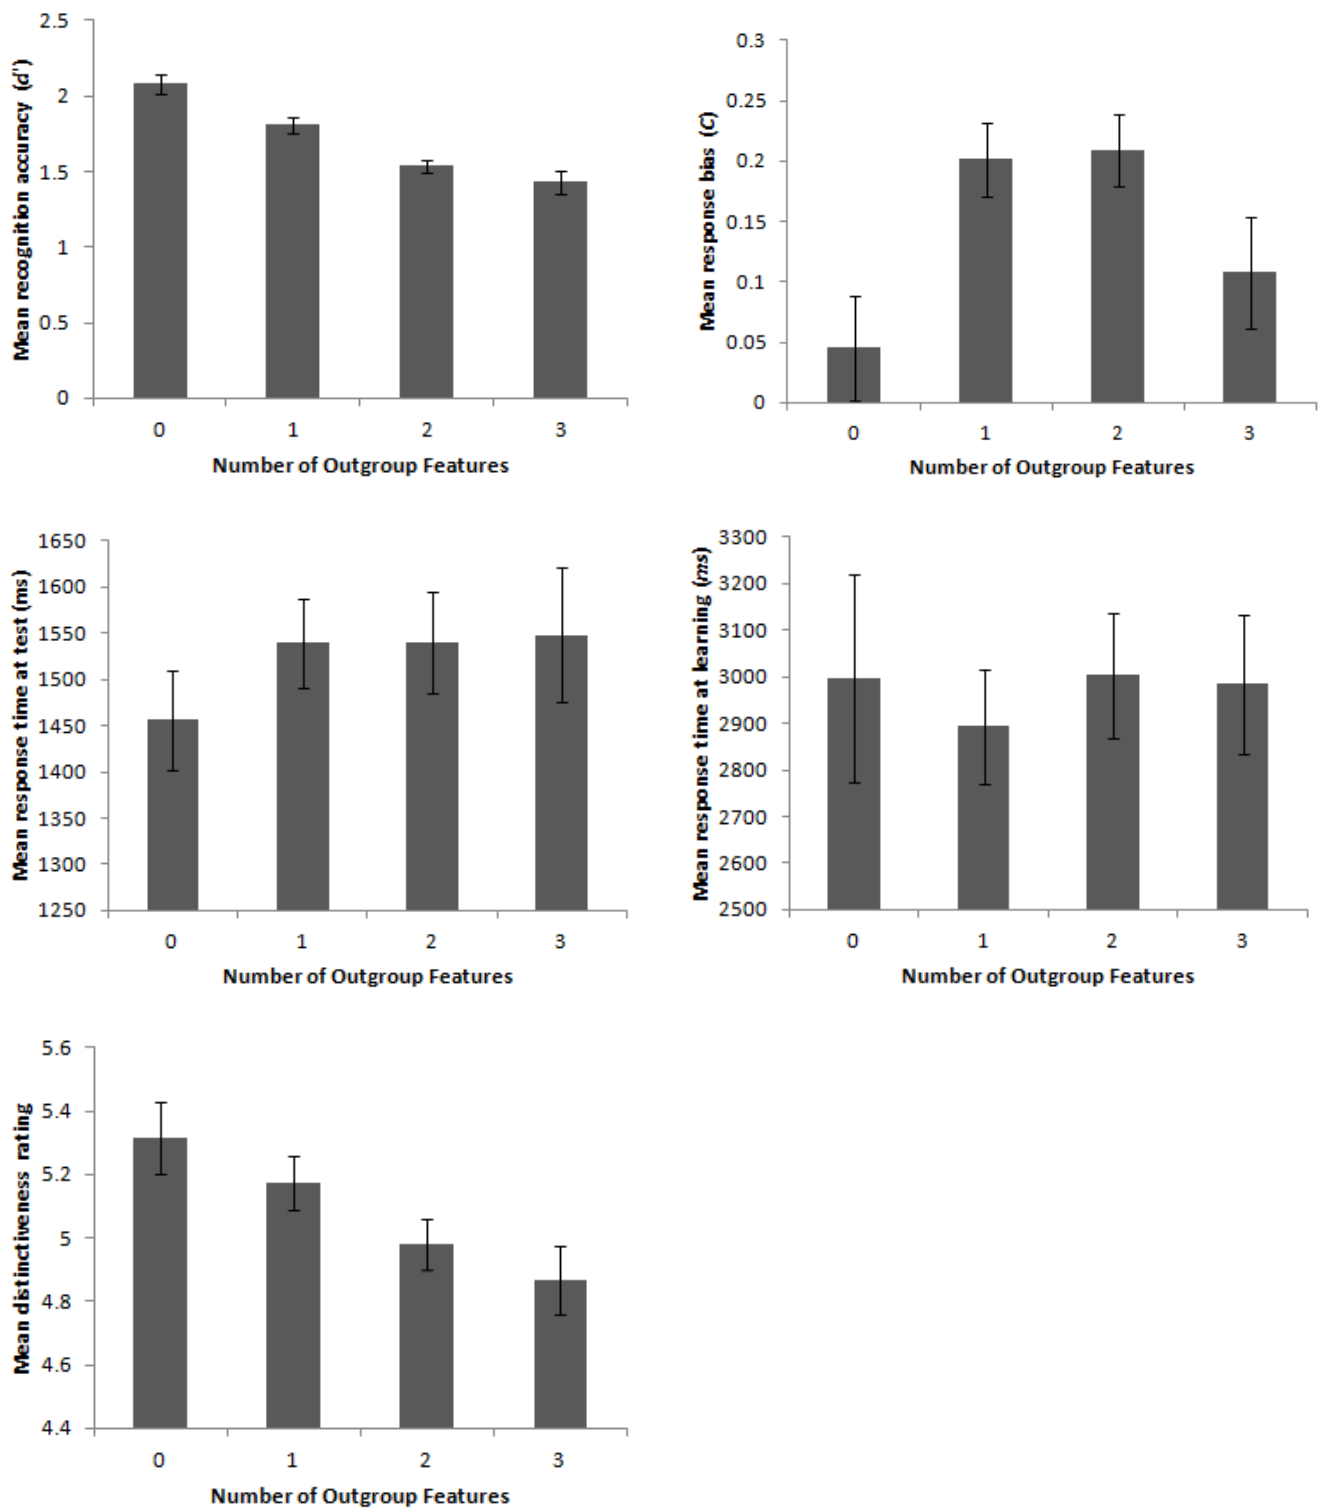 Mean recognition accuracy (d')
2.5
2
1.5
1
0.5
0
0 1 2 3
Number of Outgroup Features
Mean response bias (C)
0.3
0.25
0.2
0.15
0.1
0.05
0
0 1 2 3
Number of Outgroup Features
Mean response time at test (ms)
1650
1600
1550
1500
1450
1400
1350
1300
1250
0 1 2 3
Number of Outgroup Features
Mean response time at learning (ms)
3300
3200
3100
3000
2900
2800
2700
2600
2500
0 1 2 3
Number of Outgroup Features
Mean distinctiveness rating
5.6
5.4
5.2
5
4.8
4.6
4.4
0 1 2 3
Number of Outgroup Features